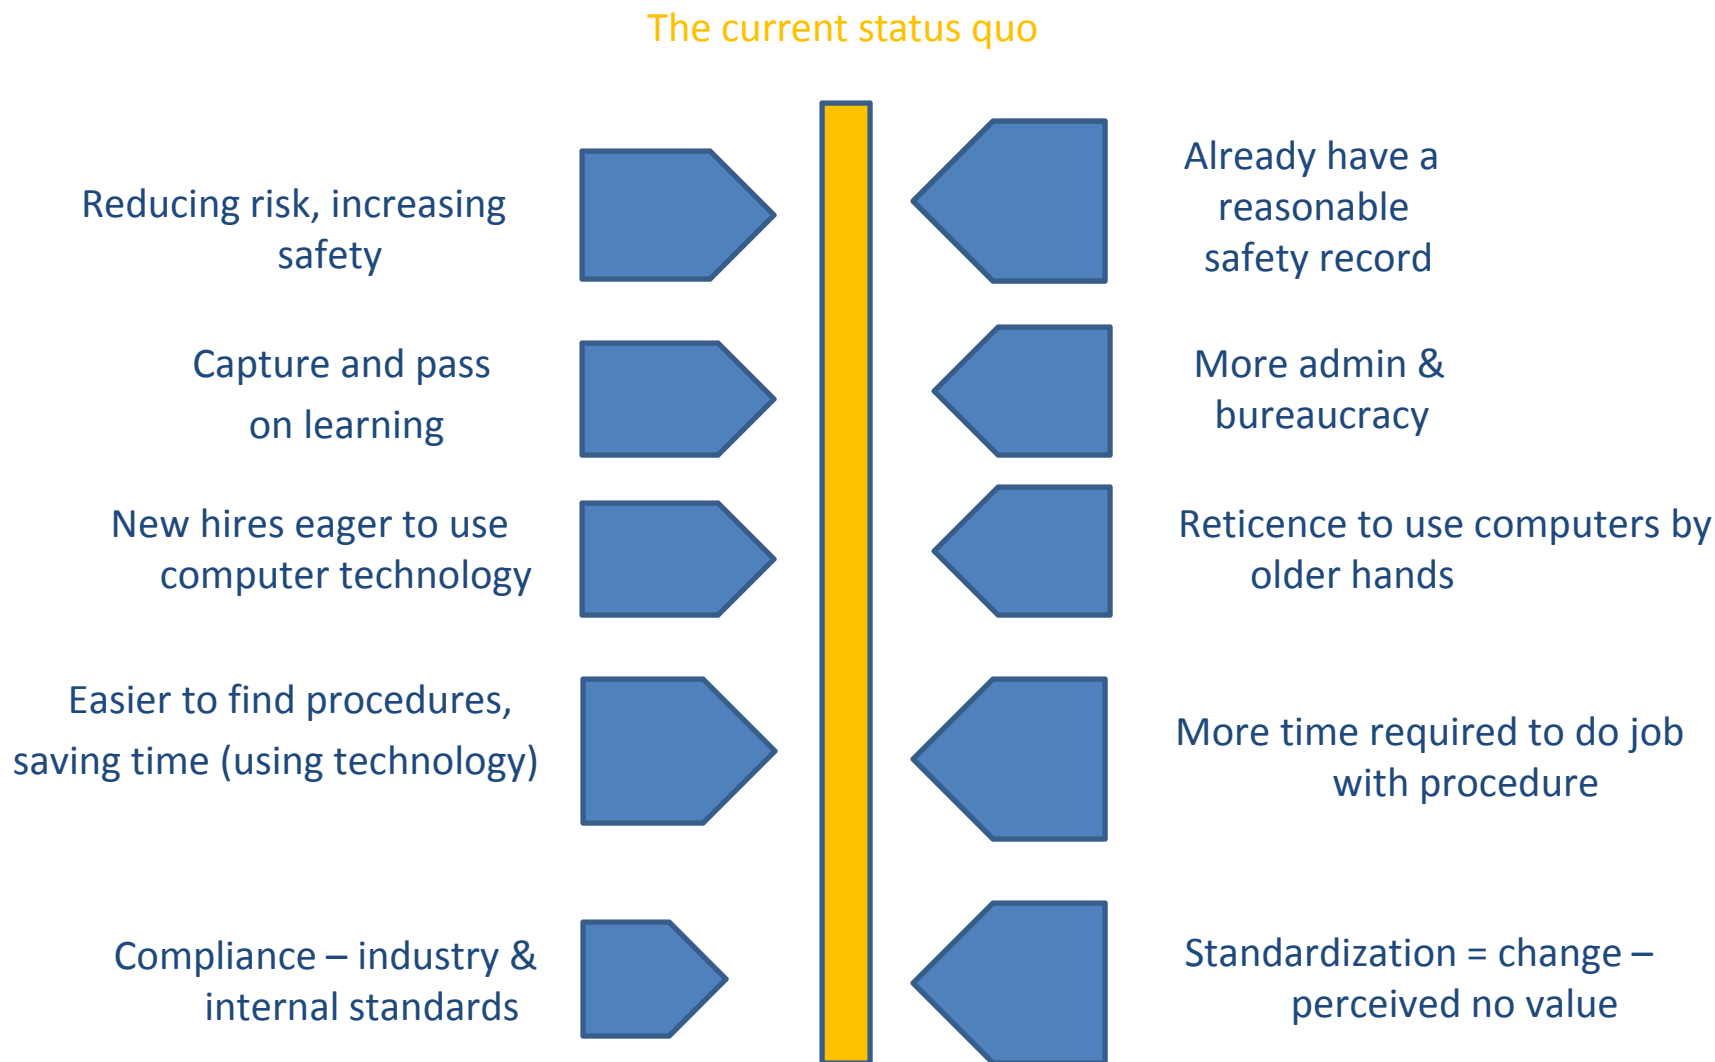 The current status quo
Reducing risk, increasing
safety
Already have a
reasonable
safety record
Capture and pass
on learning
More admin &
bureaucracy
New hires eager to use
computer technology
Reticence to use computers by
older hands
Easier to find procedures,
saving time (using technology)
More time required to do job
with procedure
Compliance – industry &
internal standards
Standardization = change –
perceived no value